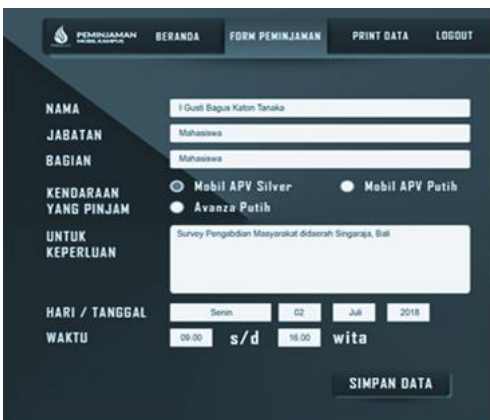 PEMINJAMAN
MOBIL KAMPUS
BERANDA
FORM PEMINJAMAN
PRINT DATA
LOGOUT
NAMA
I Gusti Bagus Katon Tanaka
JABATAN
Mahasiswa
BAGIAN
Mahasiswa
KENDARAAN
YANG PINJAM
Mobil APV Silver
Mobil APV Putih
Avanza Putih
UNTUK
KEPERLUAN
Survey Pengabdian Masyarakat didaerah Singaraja, Bali
HARI / TANGGAL
Senin 02 Juli 2018
WAKTU
09.00 s/d 16.00 wita
SIMPAN DATA